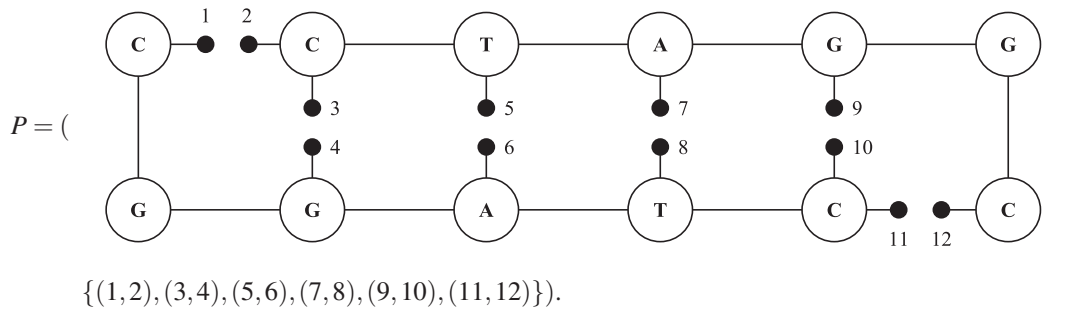 1 2
C C T A G G
3 5 7 9
P = (
4 6 8 10
G G A T C C
11 12
{(1,2),(3,4),(5,6),(7,8),(9,10),(11,12)}).